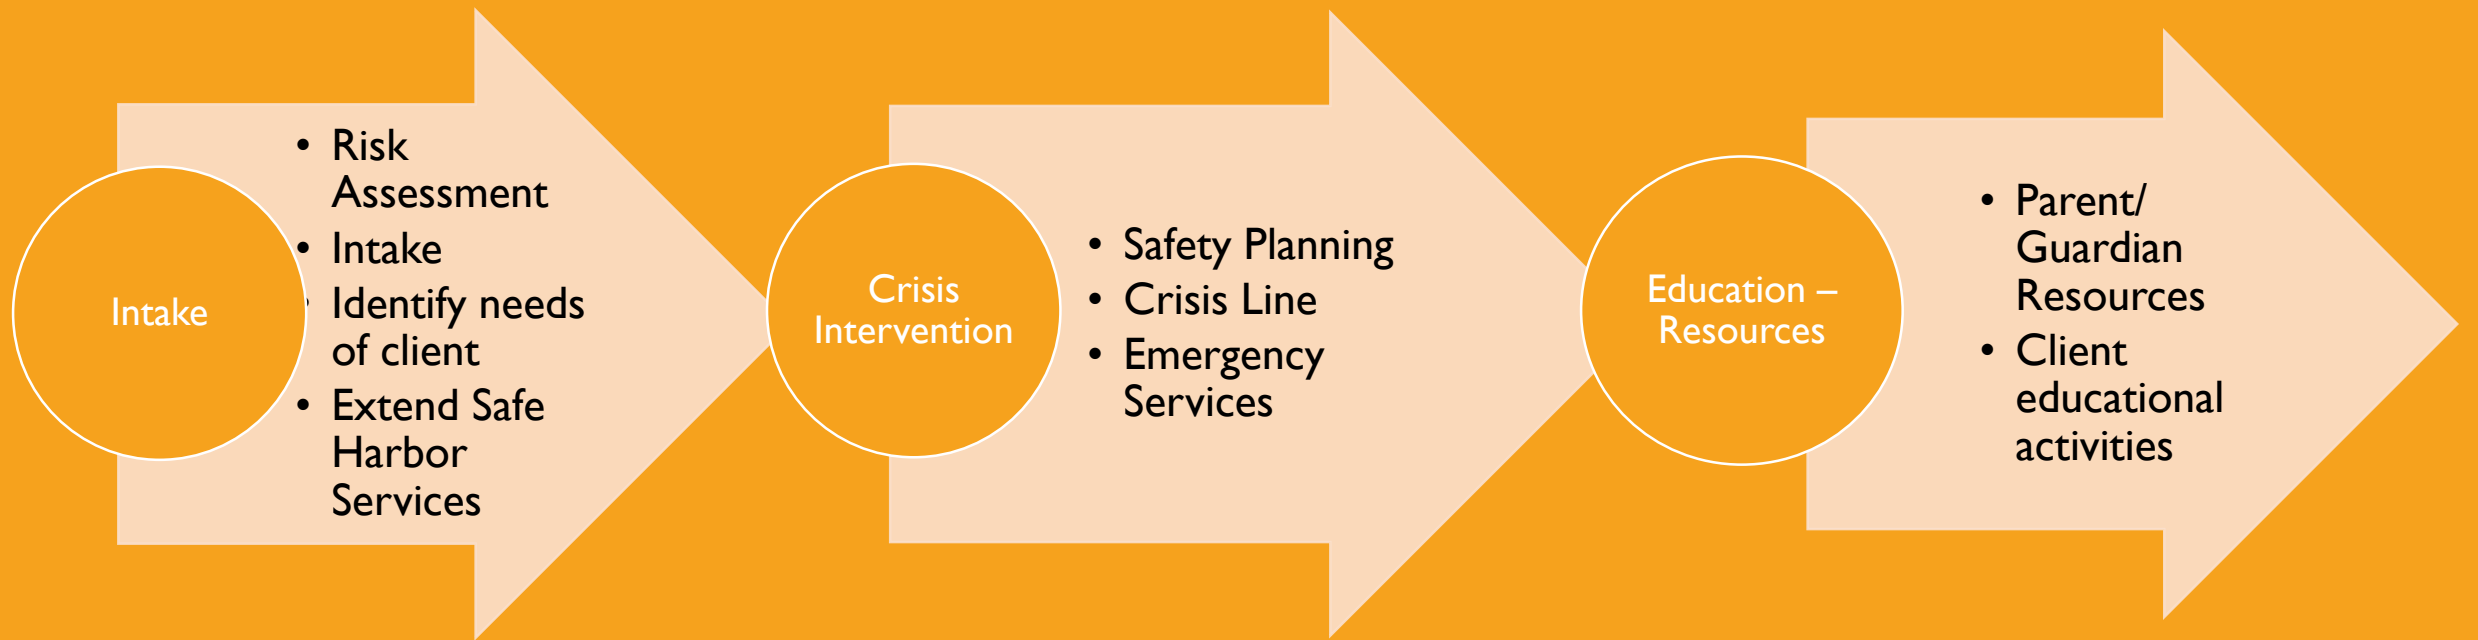 Intake
• Risk
Assessment
• Intake
• Identify needs
of client
• Extend Safe
Harbor
Services
Crisis
Intervention
• Safety Planning
• Crisis Line
• Emergency
Services
Education –
Resources
• Parent/
Guardian
Resources
• Client
educational
activities